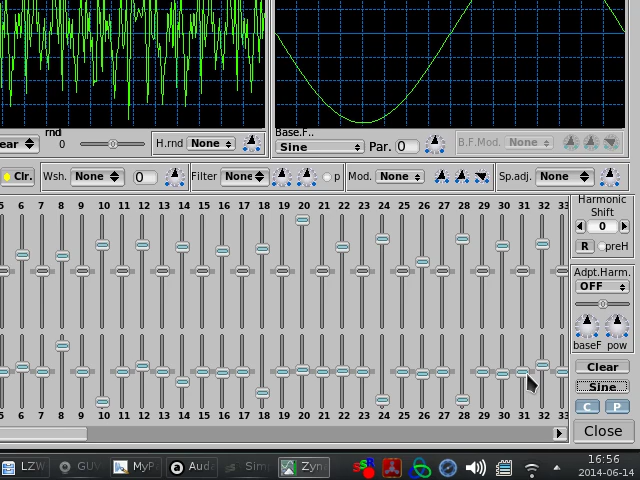 rnd
ear 0 H.rnd None
Base.F..
Sine Par. 0 B.F.Mod. None
Clr. Wsh. None 0 Filter None p Mod. None Sp.adj. None
5 6 7 8 9 10 11 12 13 14 15 16 17 18 19 20 21 22 23 24 25 26 27 28 29 30 31 32 33
Harmonic
Shift
0
R preH
Adpt.Harm.
OFF
baseF pow
Clear
Sine
C P
5 6 7 8 9 10 11 12 13 14 15 16 17 18 19 20 21 22 23 24 25 26 27 28 29 30 31 32 33
Close
LZW GUV MyPa Auda Sim Zyn
16:56
2014-06-14